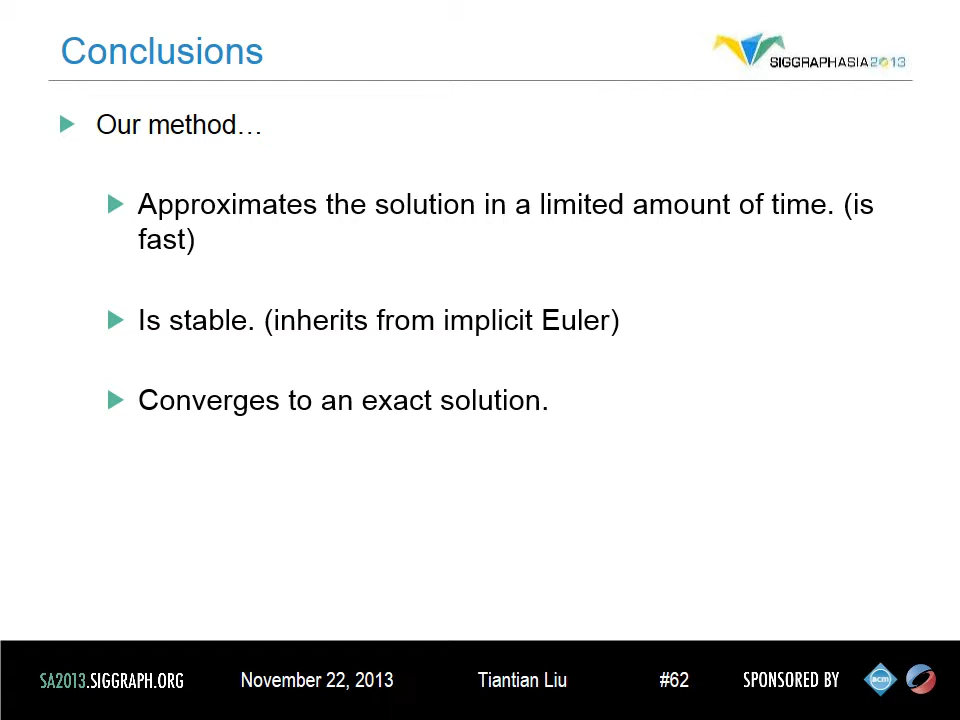 Conclusions
SIGGRAPHASIA2013
Our method…
Approximates the solution in a limited amount of time. (is
fast)
Is stable. (inherits from implicit Euler)
Converges to an exact solution.
SA2013.SIGGRAPH.ORG November 22, 2013 Tiantian Liu #62 SPONSORED BY acm